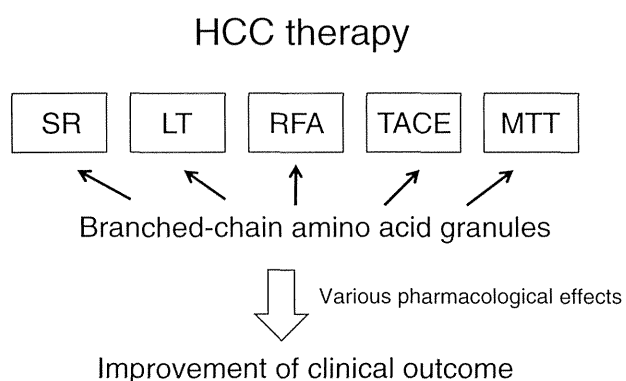 HCC therapy
SR LT RFA TACE MTT
Branched-chain amino acid granules
Various pharmacological effects
Improvement of clinical outcome